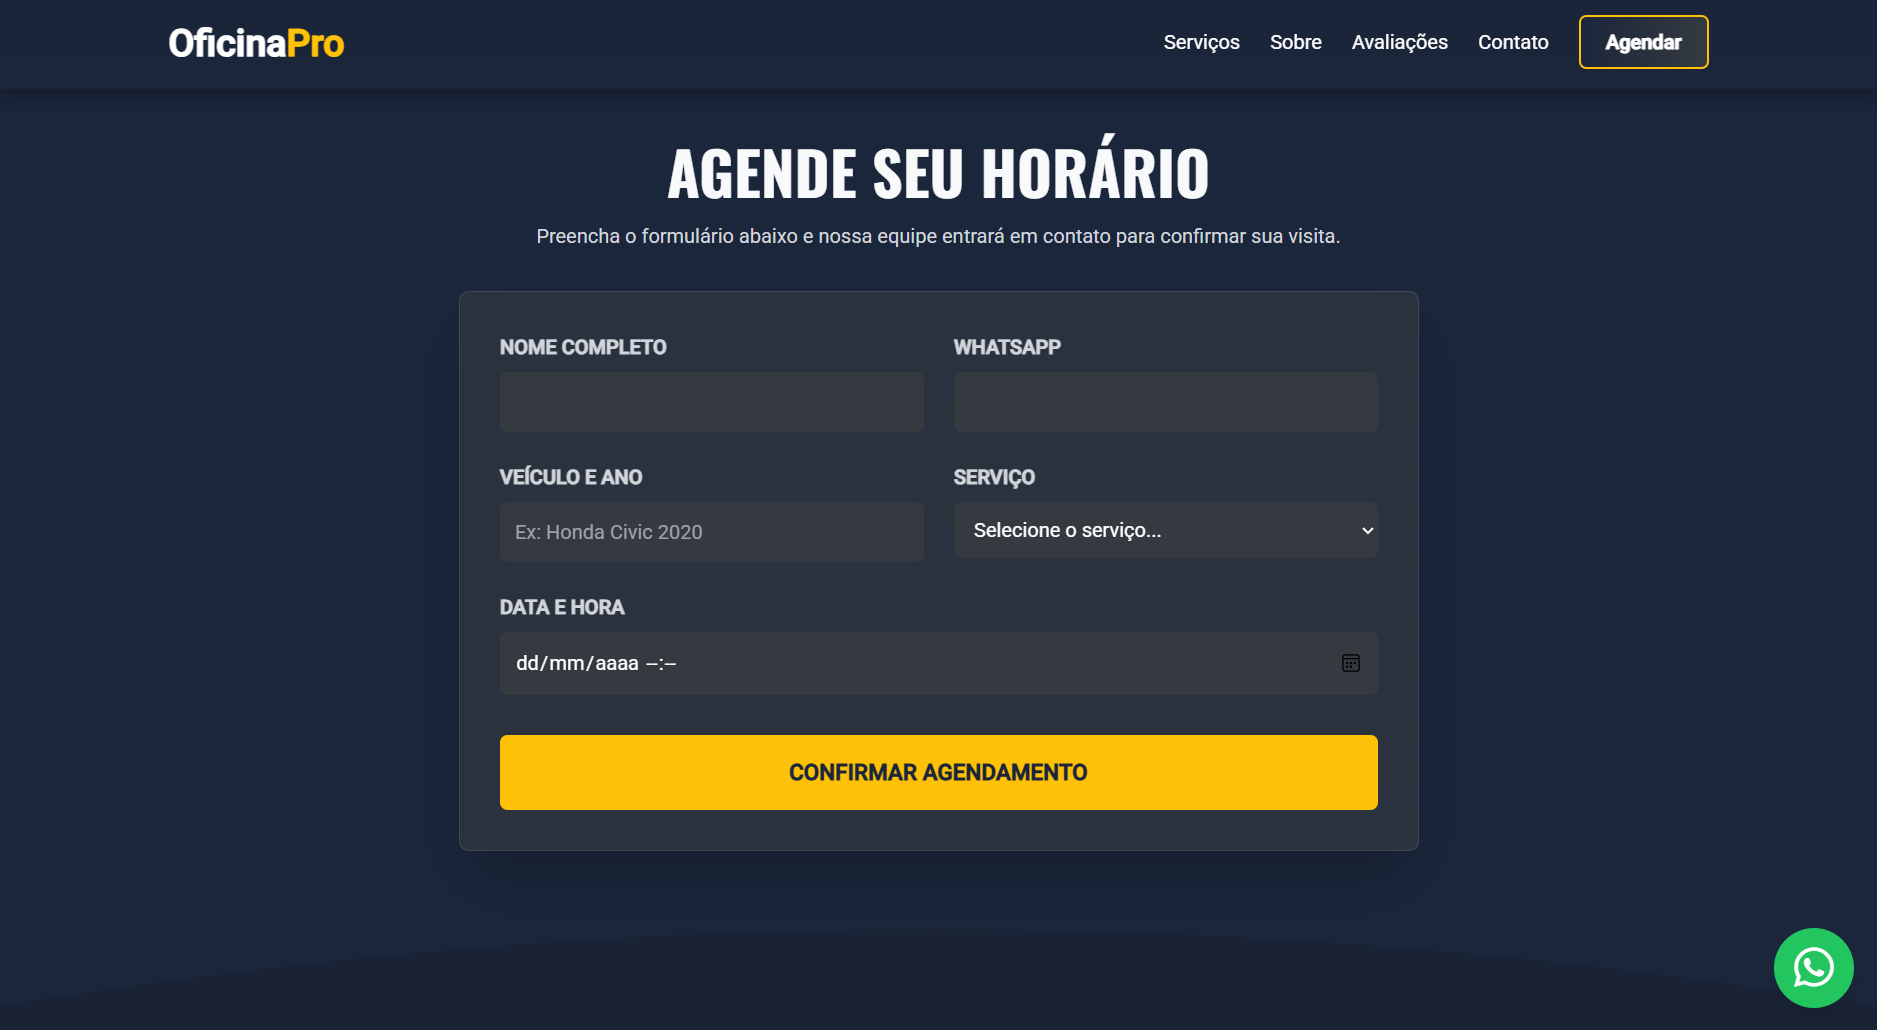 OficinaPro
Serviços
Sobre
Avaliações
Contato
Agendar
AGENDE SEU HORÁRIO
Preencha o formulário abaixo e nossa equipe entrará em contato para confirmar sua visita.
NOME COMPLETO
WHATSAPP
VEÍCULO E ANO
SERVIÇO
Ex: Honda Civic 2020
Selecione o serviço...
DATA E HORA
dd/mm/aaaa --:--
CONFIRMAR AGENDAMENTO